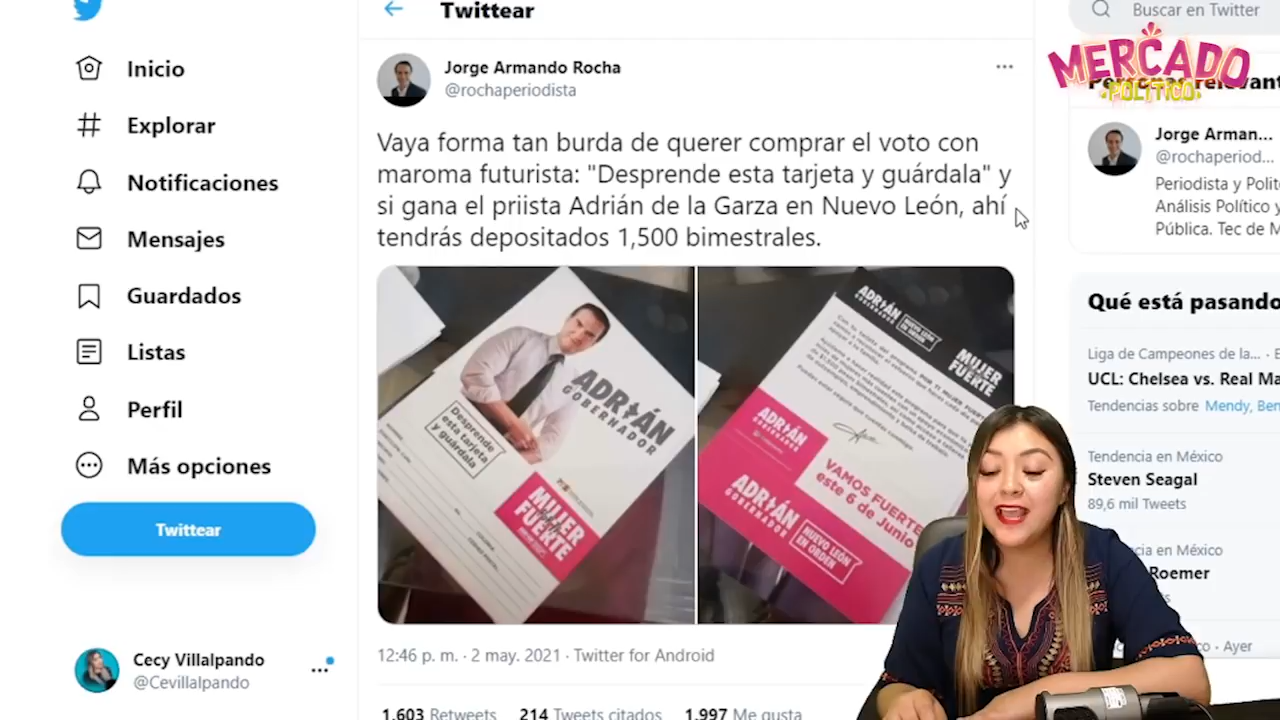 Twittear
Buscar en Twitter
MERCADO
POLÍTICO
Inicio
Explorar
Notificaciones
Mensajes
Guardados
Listas
Perfil
Más opciones
Twittear
Cecy Villalpando
@Cevillalpando
Jorge Armando Rocha
@rochaperiodista
Vaya forma tan burda de querer comprar el voto con
maroma futurista: "Desprende esta tarjeta y guárdala" y
si gana el priista Adrián de la Garza en Nuevo León, ahí
tendrás depositados 1,500 bimestrales.
ADRIÁN
GOBERNADOR
Desprende
esta tarjeta
y guárdala
MUJER
FUERTE
ADRIÁN
GOBERNADOR
NUEVO LEÓN
EN ORDEN
MUJER
FUERTE
ADRIÁN
VAMOS FUERTE
este 6 de Junio
ADRIÁN
GOBERNADOR
NUEVO LEÓN
EN ORDEN
12:46 p. m. · 2 may. 2021 · Twitter for Android
1.603 Retweets 214 Tweets citados 1.997 Me gusta
Jorge Arman...
@rochaperiod...
Periodista y Polit
Análisis Político y
Pública. Tec de M
Qué está pasando
Liga de Campeones de la... · E
UCL: Chelsea vs. Real Ma
Tendencias sobre Mendy, Ben
Tendencia en México
Steven Seagal
89,6 mil Tweets
cia en México
Roemer
· Ayer